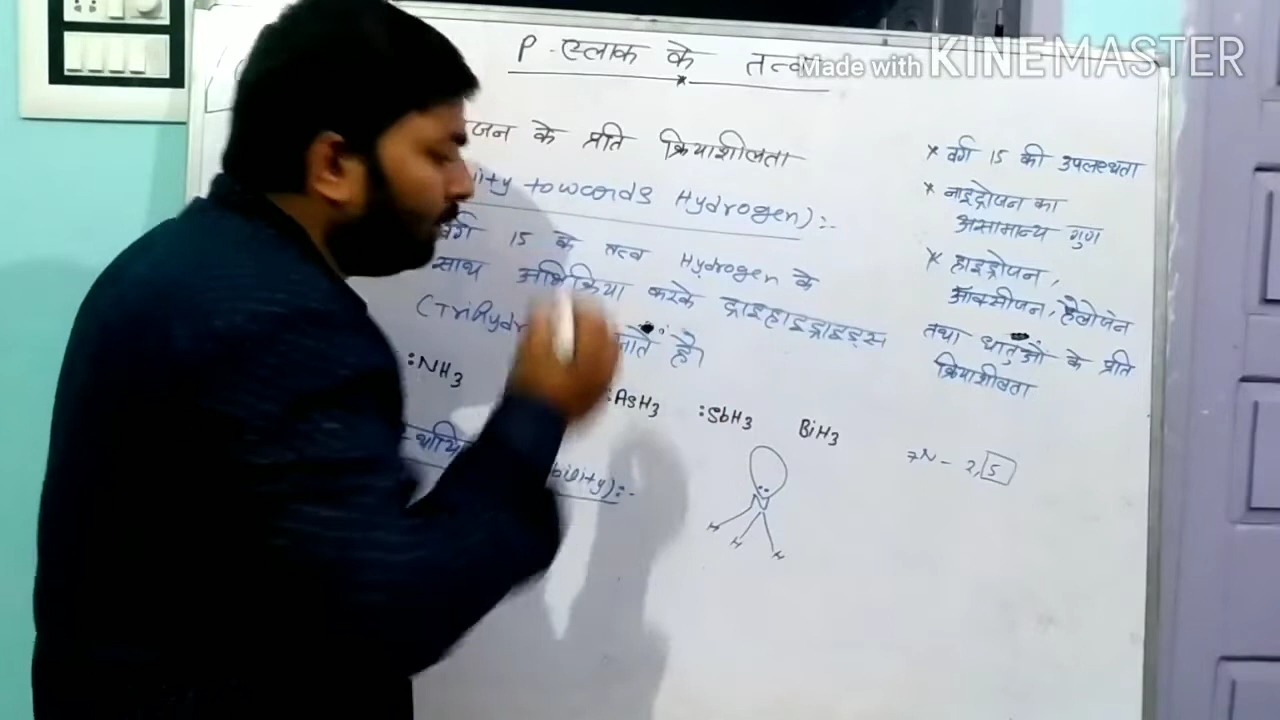 P-ब्लाक के तत्व
Made with KINEMASTER
जन के प्रति क्रियाशीलता
ity towards Hydrogen):-
वर्ग 15 के तत्व Hydrogen के
साथ अभिक्रिया करके ट्राइहाइड्राइड्स
(TriHydr जाते है।
:NH3
:AsH3 :SbH3 BiH3
स्थायि bility):-
H H H
* वर्ग 15 की उपलब्धता
* नाइट्रोजन का
असामान्य गुण
* हाइड्रोजन,
ऑक्सीजन, हैलोजेन
तथा धातुओं के प्रति
क्रियाशीलता
7N - 2,5